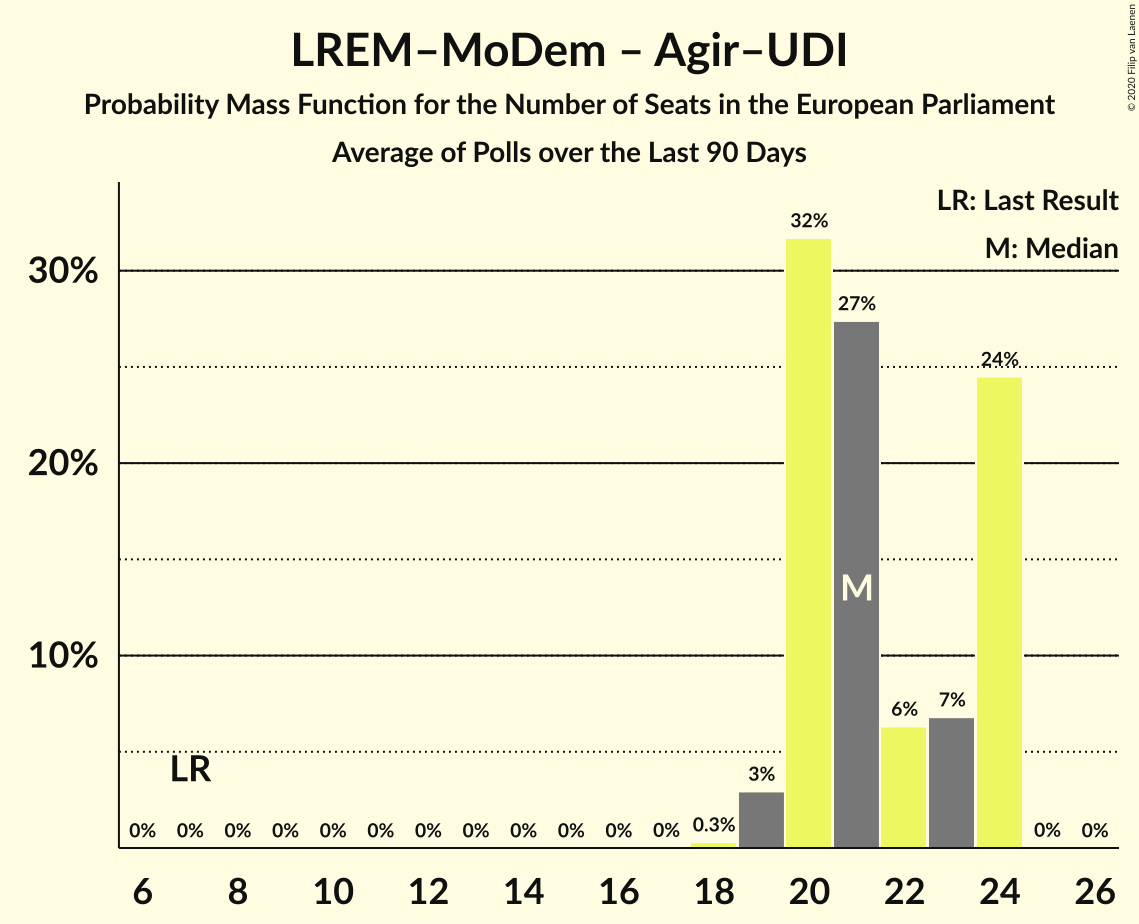 LREM–MoDem – Agir–UDI
Probability Mass Function for the Number of Seats in the European Parliament
Average of Polls over the Last 90 Days
© 2020 Filip van Laenen
LR: Last Result
M: Median
32%
30%
27%
24%
20%
M
10%
7%
6%
LR
3%
0% 0% 0% 0% 0% 0% 0% 0% 0% 0% 0% 0% 0.3% 0% 0%
6 8 10 12 14 16 18 20 22 24 26